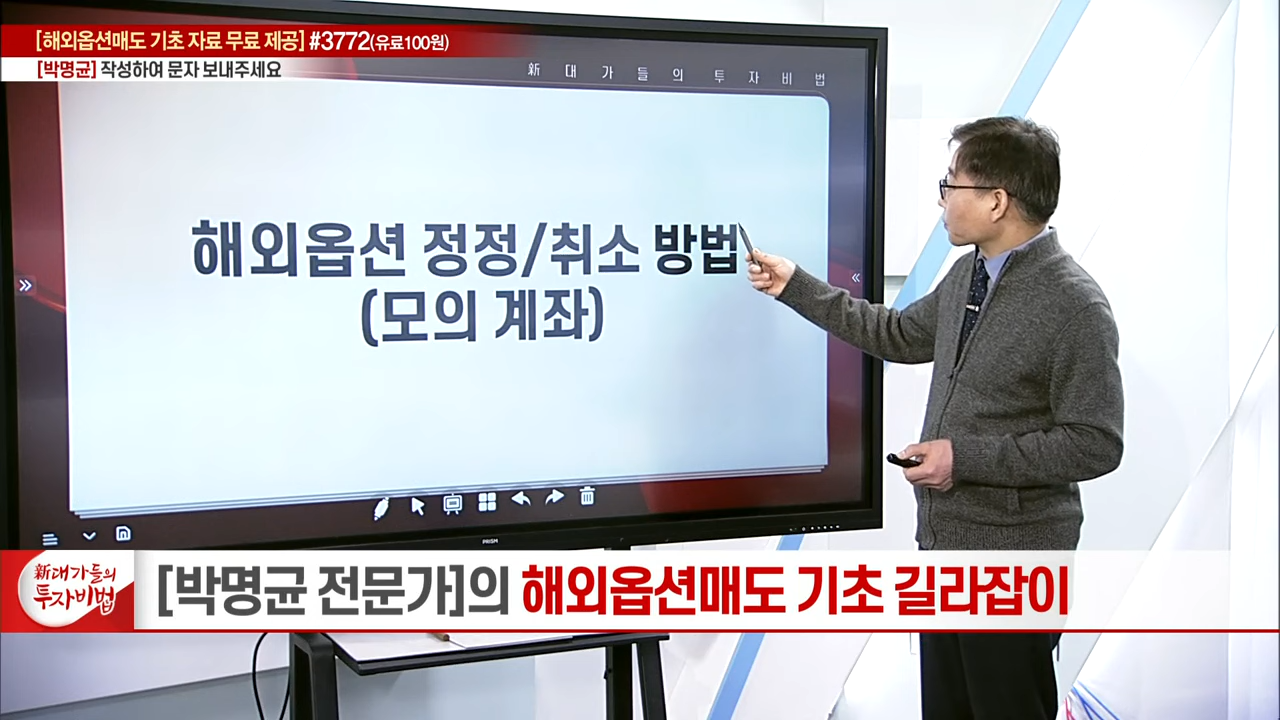 [해외옵션매도 기초 자료 무료 제공] #3772(유료100원)
[박명균] 작성하여 문자 보내주세요
新 대 가 들 의 투 자 비 법
해외옵션 정정/취소 방법
(모의 계좌)
PRISM
新대가들의
투자비법
[박명균 전문가]의 해외옵션매도 기초 길라잡이